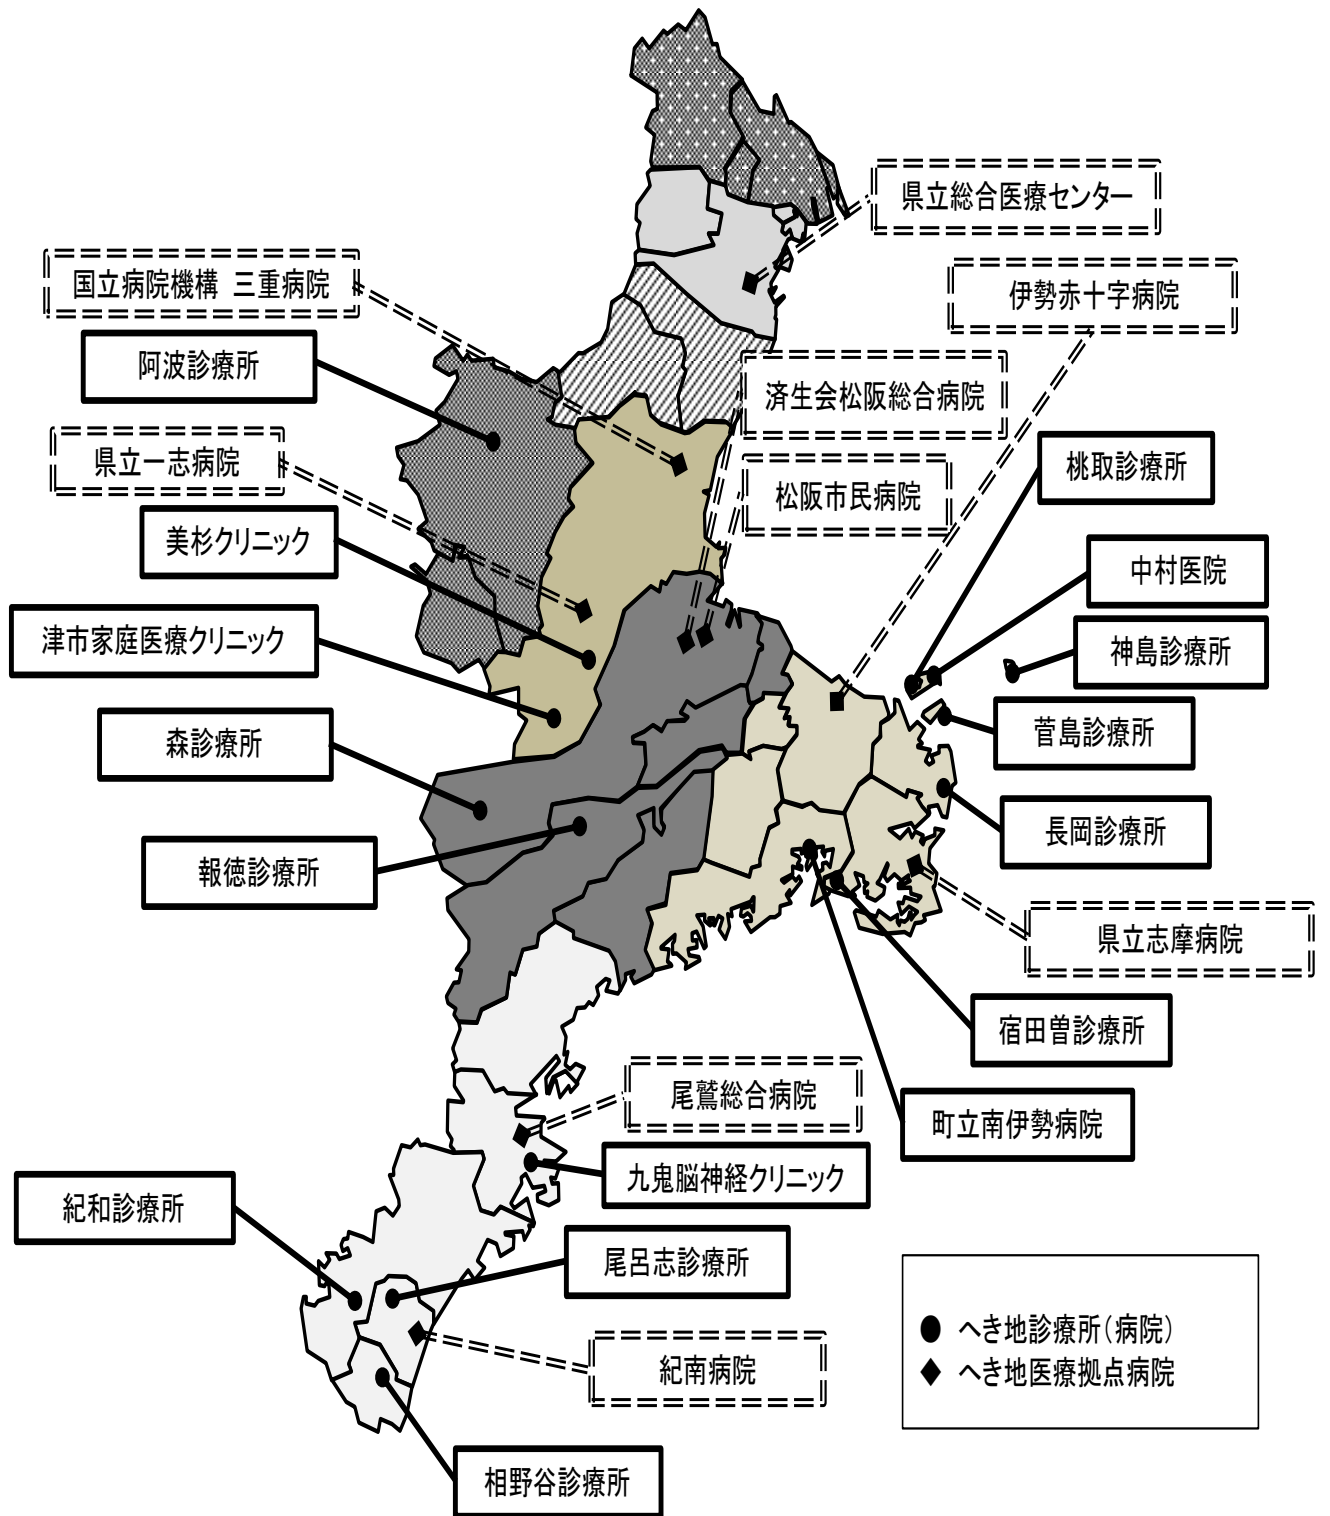 県立総合医療センター
国立病院機構 三重病院
伊勢赤十字病院
阿波診療所
済生会松阪総合病院
県立一志病院
桃取診療所
松阪市民病院
美杉クリニック
中村医院
津市家庭医療クリニック
神島診療所
森診療所
菅島診療所
長岡診療所
報徳診療所
県立志摩病院
宿田曽診療所
尾鷲総合病院
町立南伊勢病院
九鬼脳神経クリニック
紀和診療所
尾呂志診療所
へき地診療所(病院)
紀南病院
へき地医療拠点病院
相野谷診療所